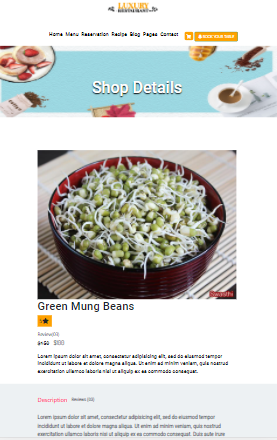 LUXURY
RESTAURANT
Home Menu Reservation Recipe Blog Pages Contact
BOOK YOUR TABLE
Shop Details
Green Mung Beans
Review(03)
$100
Lorem ipsum dolor sit amet, consectetur adipisicing elit, sed do eiusmod tempor
incididunt ut labore et dolore magna aliqua. Ut enim ad minim veniam, quis nostrud
exercitation ullamco laboris nisi ut aliquip ex ea commodo consequat.
Description Reviews (03)
Lorem ipsum dolor sit amet, consectetur adipisicing elit, sed do eiusmod tempor
incididunt ut labore et dolore magna aliqua. Ut enim ad minim veniam, quis
nostrud exercitation ullamco laboris nisi ut aliquip ex ea commodo consequat. Duis aute irure